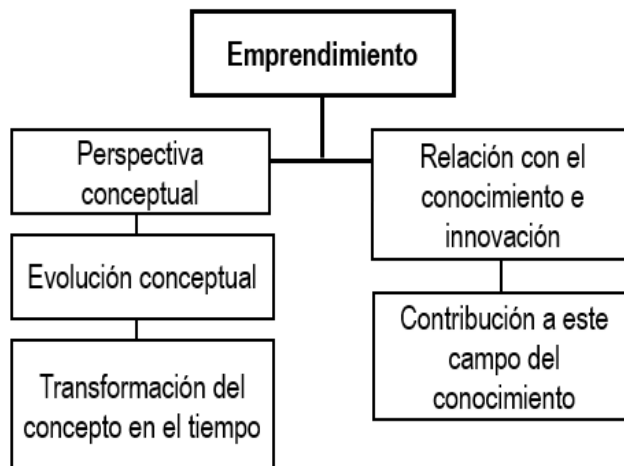 Emprendimiento
Perspectiva
conceptual
Evolución conceptual
Transformación del
concepto en el tiempo
Relación con el
conocimiento e
innovación
Contribución a este
campo del
conocimiento